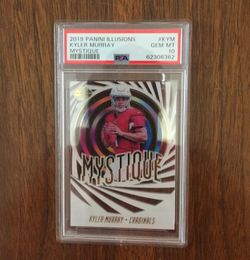 2019 PANINI ILLUSIONS #KYM
KYLER MURRAY GEM MT
MYSTIQUE 10
PSA 62306362
MYSTIQUE
KYLER MURRAY • CARDINALS